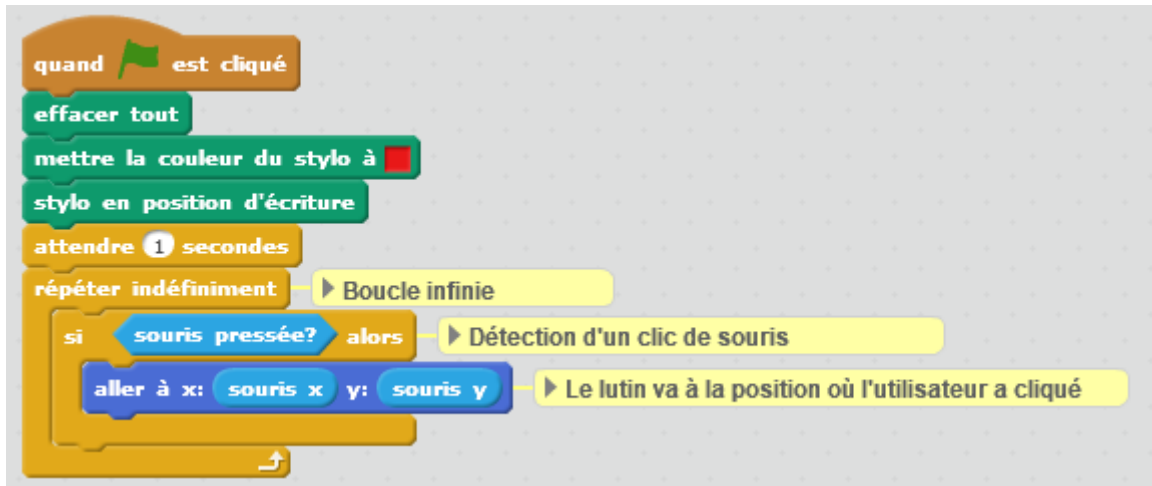 quand est cliqué
effacer tout
mettre la couleur du stylo à
stylo en position d'écriture
attendre 1 secondes
répéter indéfiniment Boucle infinie
si souris pressée? alors Détection d'un clic de souris
aller à x: souris x y: souris y Le lutin va à la position où l'utilisateur a cliqué